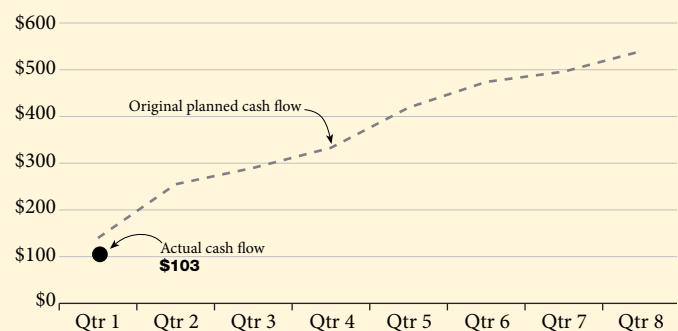 $600
$500
$400
Original planned cash flow
$300
$200
$100
Actual cash flow
$103
$0
Qtr 1 Qtr 2 Qtr 3 Qtr 4 Qtr 5 Qtr 6 Qtr 7 Qtr 8